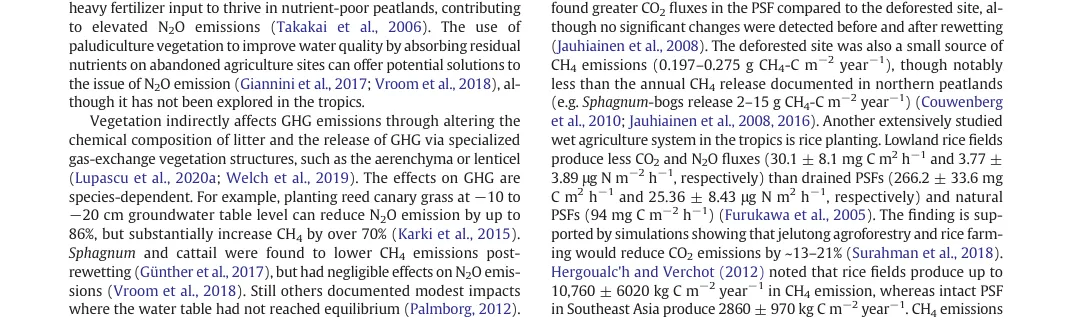 heavy fertilizer input to thrive in nutrient-poor peatlands, contributing
to elevated N₂O emissions (Takakai et al., 2006). The use of
paludiculture vegetation to improve water quality by absorbing residual
nutrients on abandoned agriculture sites can offer potential solutions to
the issue of N₂O emission (Giannini et al., 2017; Vroom et al., 2018), al-
though it has not been explored in the tropics.
Vegetation indirectly affects GHG emissions through altering the
chemical composition of litter and the release of GHG via specialized
gas-exchange vegetation structures, such as the aerenchyma or lenticel
(Lupascu et al., 2020a; Welch et al., 2019). The effects on GHG are
species-dependent. For example, planting reed canary grass at −10 to
−20 cm groundwater table level can reduce N₂O emission by up to
86%, but substantially increase CH₄ by over 70% (Karki et al., 2015).
Sphagnum and cattail were found to lower CH₄ emissions post-
rewetting (Günther et al., 2017), but had negligible effects on N₂O emis-
sions (Vroom et al., 2018). Still others documented modest impacts
where the water table had not reached equilibrium (Palmborg, 2012).
found greater CO₂ fluxes in the PSF compared to the deforested site, al-
though no significant changes were detected before and after rewetting
(Jauhiainen et al., 2008). The deforested site was also a small source of
CH₄ emissions (0.197–0.275 g CH₄-C m⁻² year⁻¹), though notably
less than the annual CH₄ release documented in northern peatlands
(e.g. Sphagnum-bogs release 2–15 g CH₄-C m⁻² year⁻¹) (Couwenberg
et al., 2010; Jauhiainen et al., 2008, 2016). Another extensively studied
wet agriculture system in the tropics is rice planting. Lowland rice fields
produce less CO₂ and N₂O fluxes (30.1 ± 8.1 mg C m² h⁻¹ and 3.77 ±
3.89 μg N m⁻² h⁻¹, respectively) than drained PSFs (266.2 ± 33.6 mg
C m² h⁻¹ and 25.36 ± 8.43 μg N m² h⁻¹, respectively) and natural
PSFs (94 mg C m⁻² h⁻¹) (Furukawa et al., 2005). The finding is sup-
ported by simulations showing that jelutong agroforestry and rice farm-
ing would reduce CO₂ emissions by ~13–21% (Surahman et al., 2018).
Hergoualc'h and Verchot (2012) noted that rice fields produce up to
10,760 ± 6020 kg C m⁻² year⁻¹ in CH₄ emission, whereas intact PSF
in Southeast Asia produce 2860 ± 970 kg C m⁻² year⁻¹. CH₄ emissions